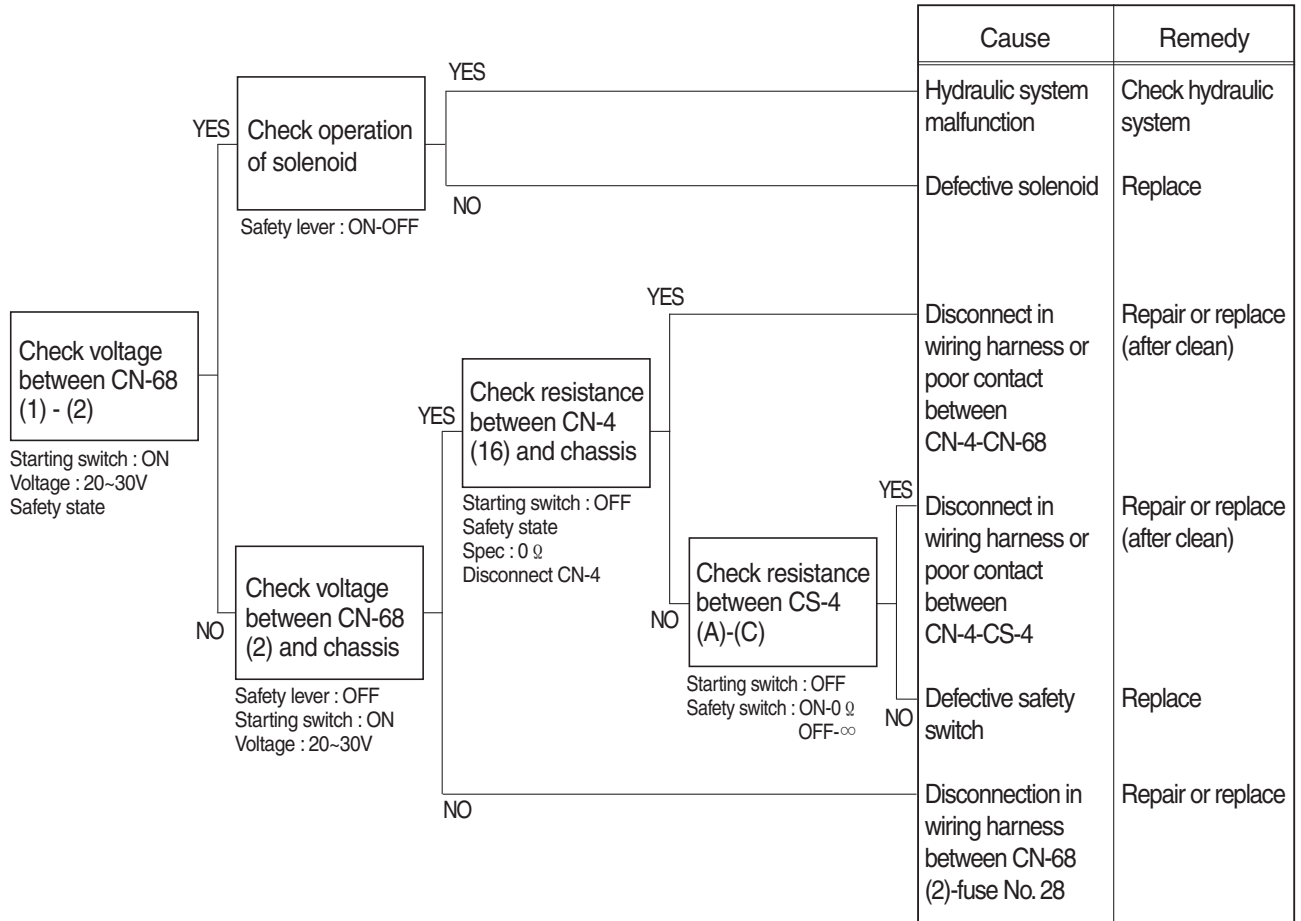 Cause
Remedy
YES
Hydraulic system
malfunction
Check hydraulic
system
YES
Check operation
of solenoid
Defective solenoid
Replace
NO
Safety lever : ON-OFF
YES
Disconnect in
wiring harness or
poor contact
between
CN-4-CN-68
Repair or replace
(after clean)
Check voltage
between CN-68
(1) - (2)
Starting switch : ON
Voltage : 20~30V
Safety state
YES
Check resistance
between CN-4
(16) and chassis
Starting switch : OFF
Safety state
Spec : 0 Ω
Disconnect CN-4
YES
Disconnect in
wiring harness or
poor contact
between
CN-4-CS-4
Repair or replace
(after clean)
NO
Check resistance
between CS-4
(A)-(C)
Starting switch : OFF
Safety switch : ON-0 Ω
OFF-∞
NO
Defective safety
switch
Replace
NO
Check voltage
between CN-68
(2) and chassis
Safety lever : OFF
Starting switch : ON
Voltage : 20~30V
NO
Disconnection in
wiring harness
between CN-68
(2)-fuse No. 28
Repair or replace